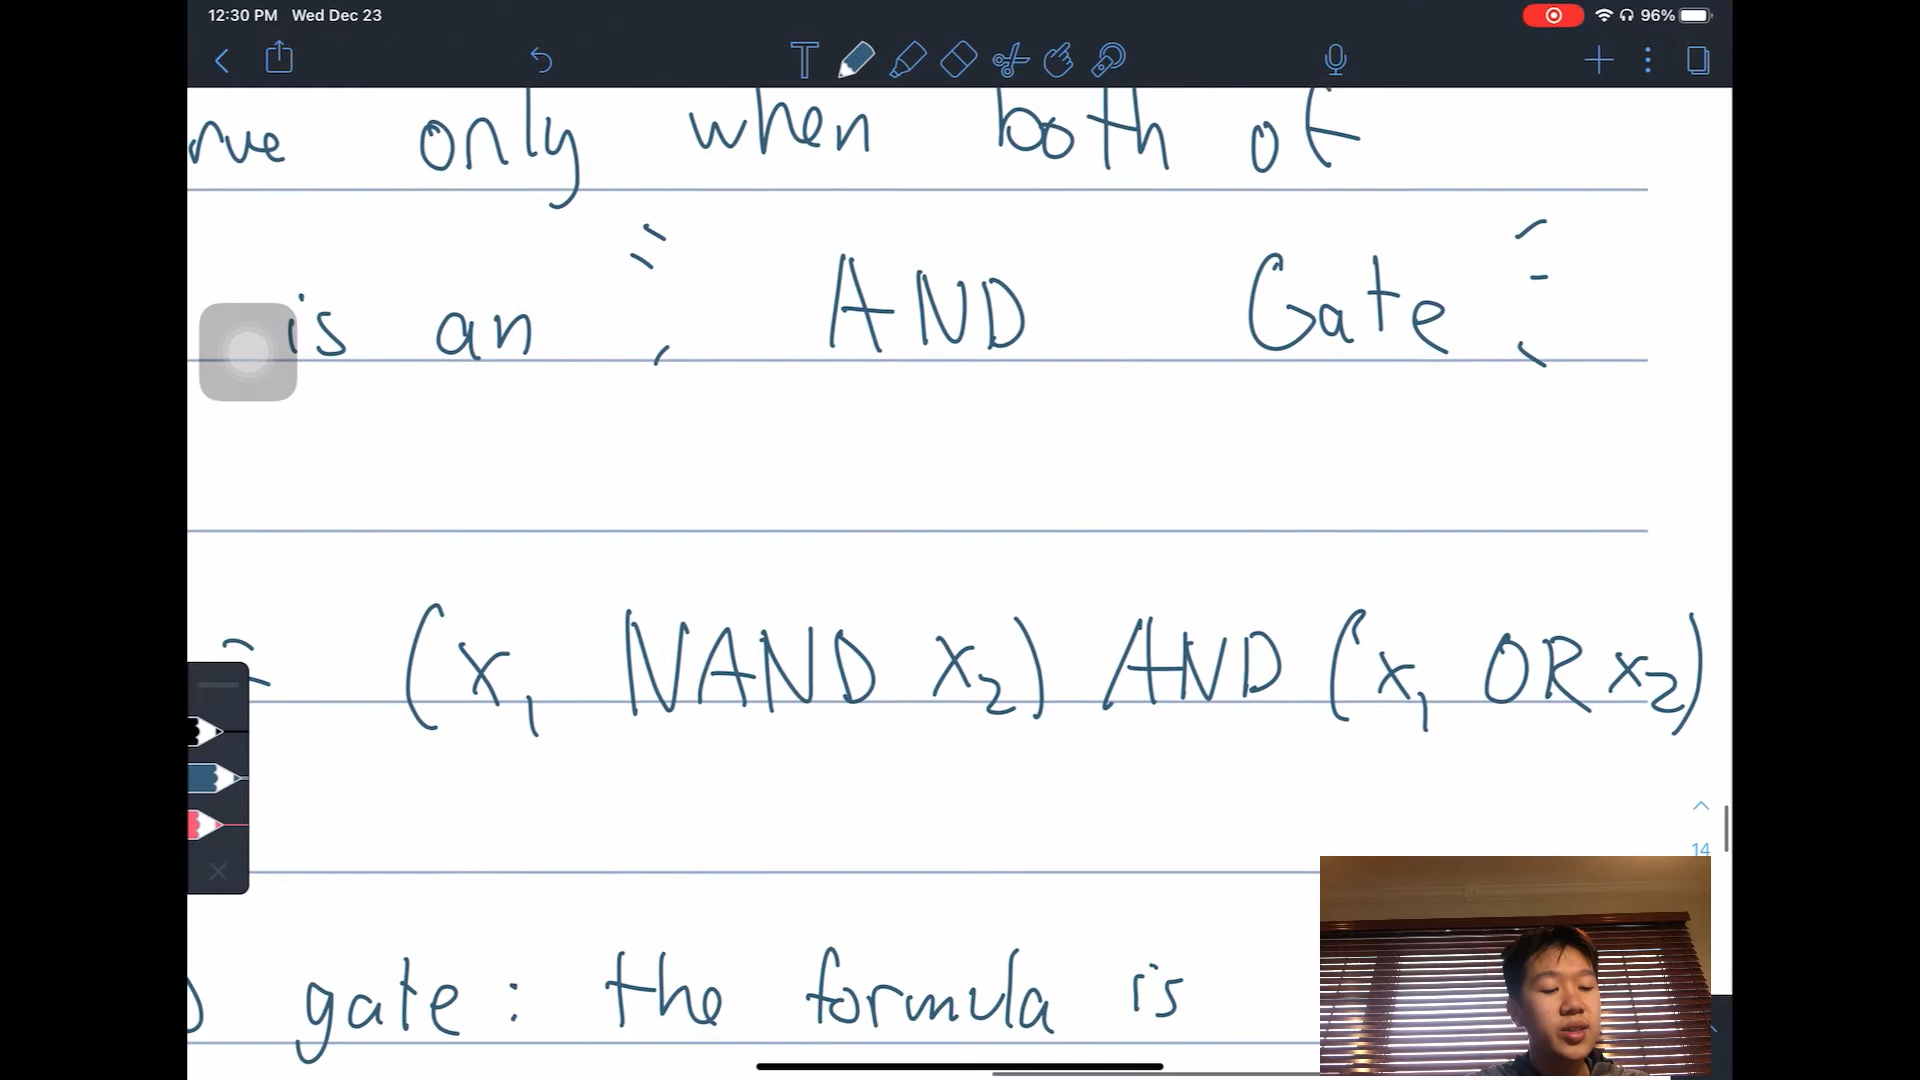 12:30 PM Wed Dec 23
96%
only when both of
is an " AND Gate "
= (x₁ NAND x₂) AND (x₁ OR x₂)
14
gate: the formula is